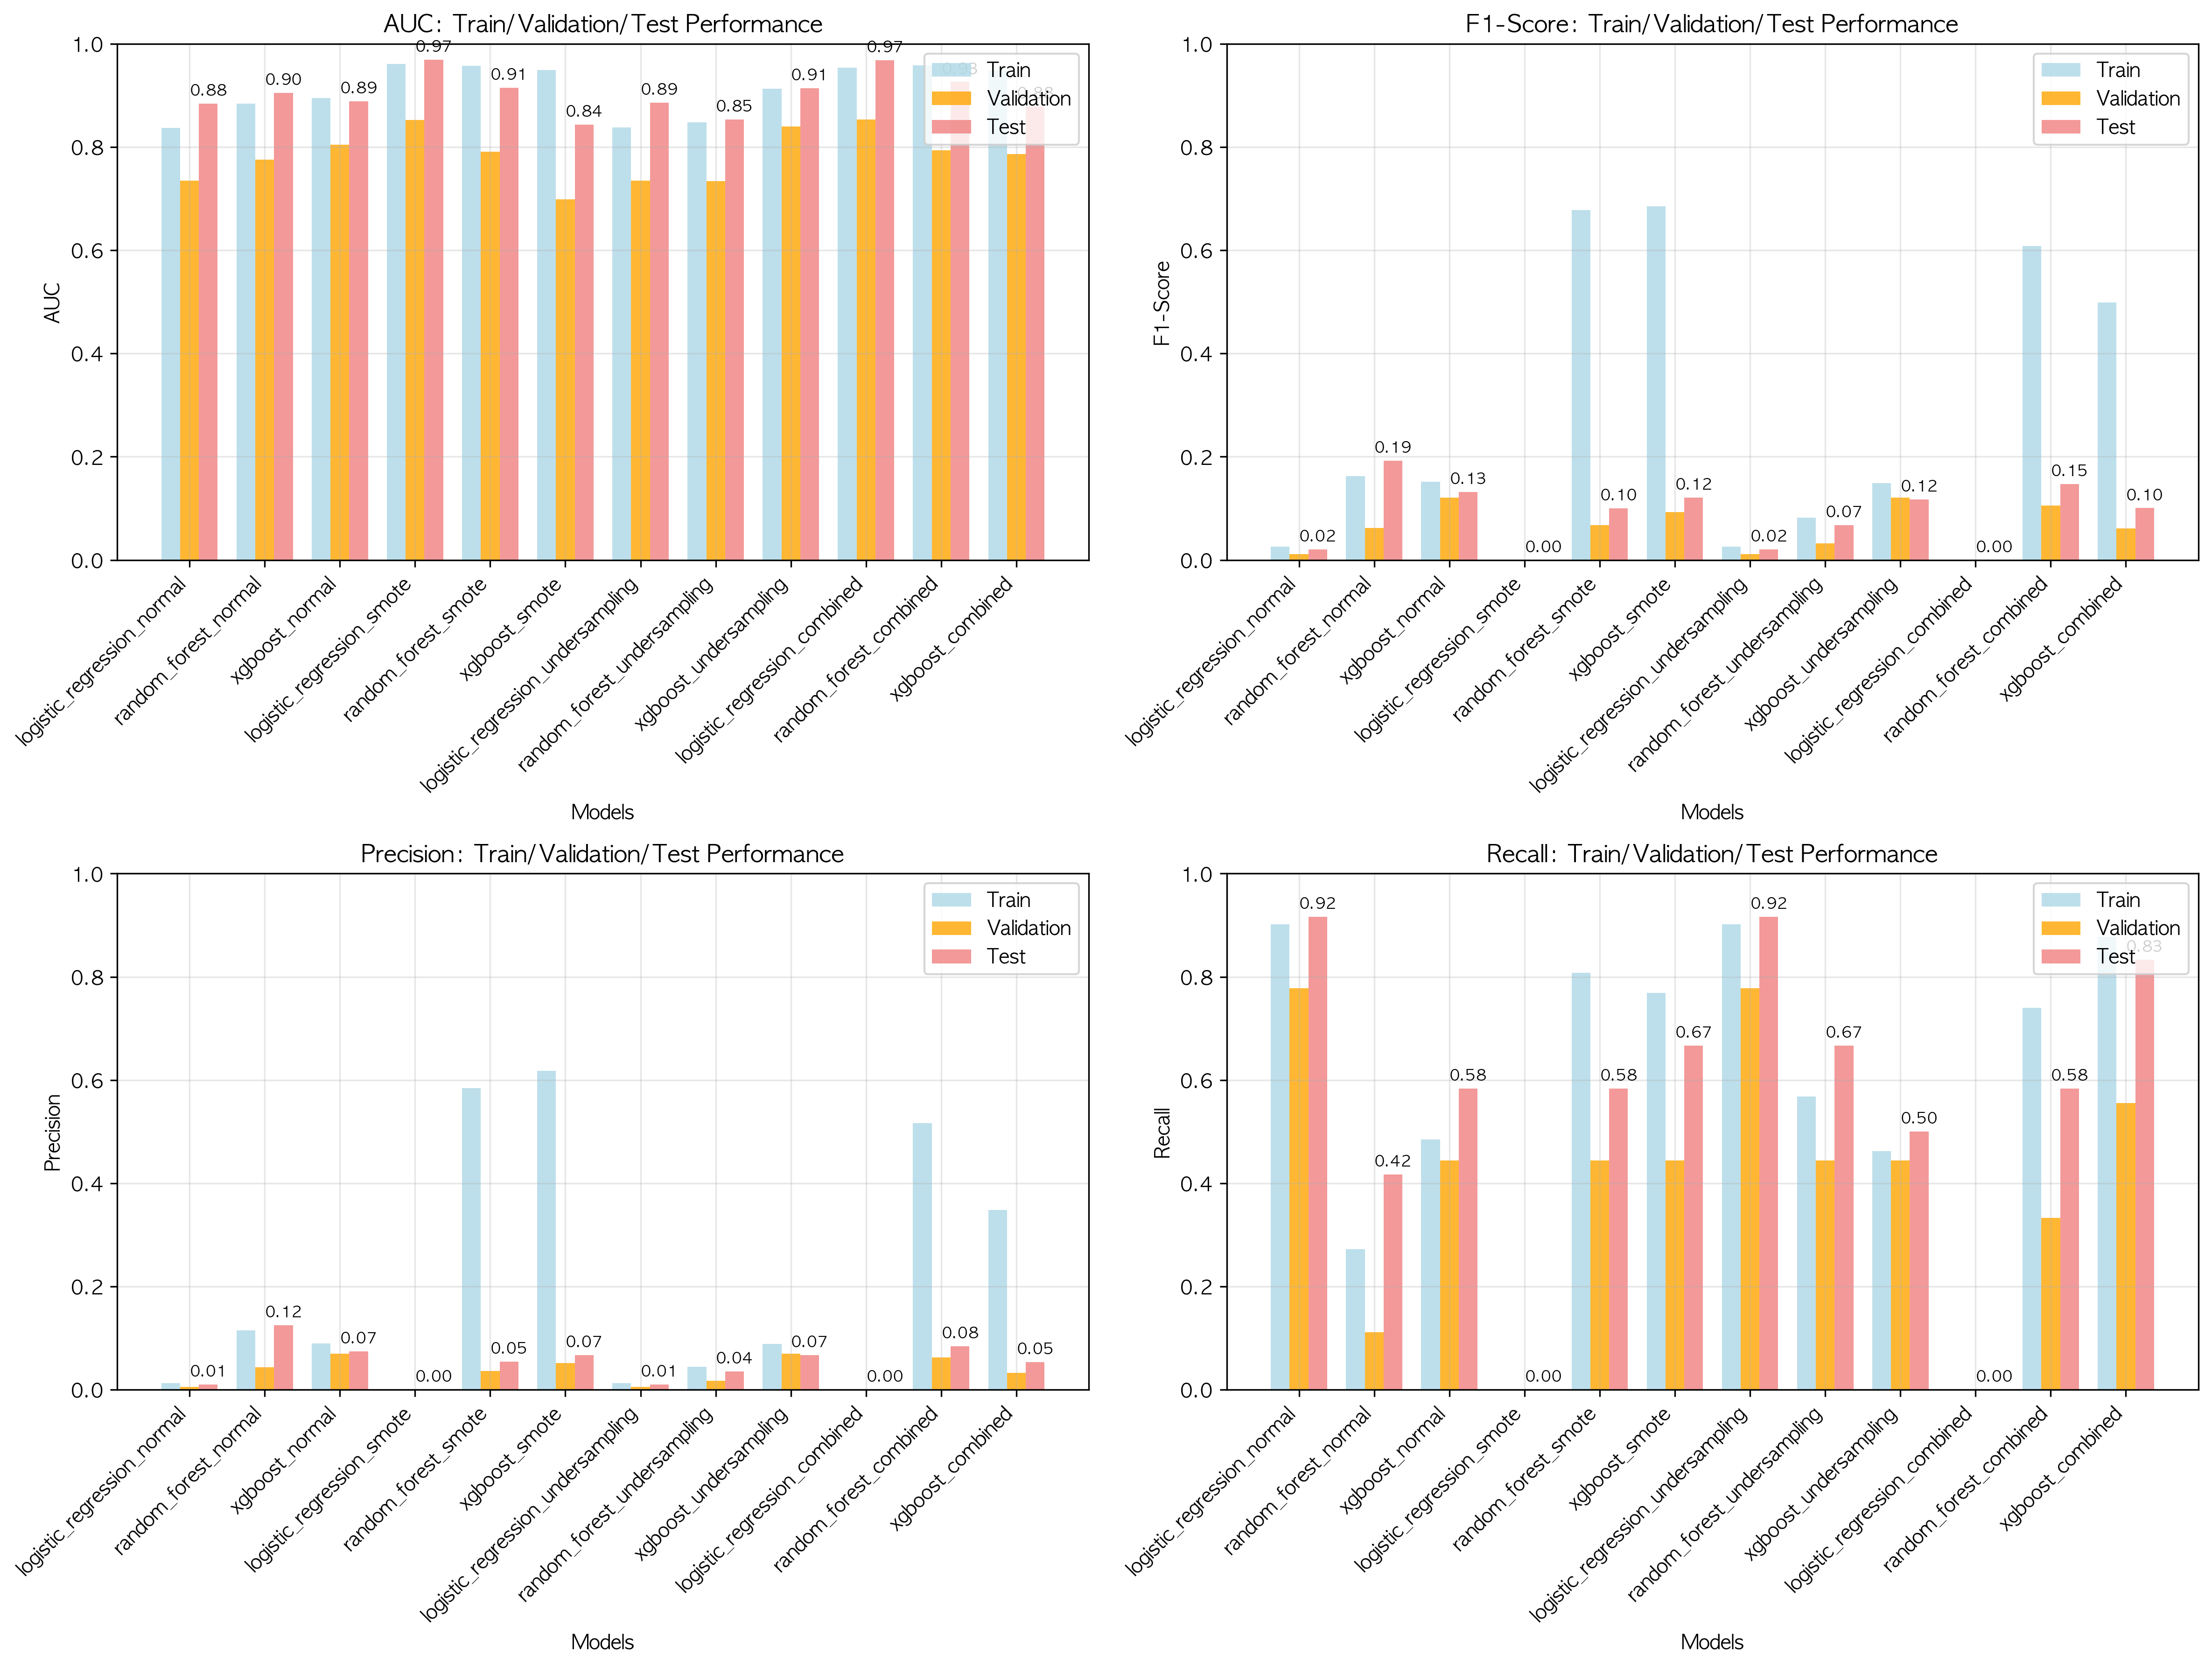 AUC: Train/Validation/Test Performance
1.0
0.8
0.6
0.4
0.2
0.0
AUC
0.88
0.90
0.89
0.97
0.91
0.84
0.89
0.85
0.91
0.97
0.93
0.88
Train
Validation
Test
logistic_regression_normal
random_forest_normal
xgboost_normal
logistic_regression_smote
random_forest_smote
xgboost_smote
logistic_regression_undersampling
random_forest_undersampling
xgboost_undersampling
logistic_regression_combined
random_forest_combined
xgboost_combined
Models
F1-Score: Train/Validation/Test Performance
1.0
0.8
0.6
0.4
0.2
0.0
F1-Score
0.02
0.19
0.13
0.00
0.10
0.12
0.02
0.07
0.12
0.00
0.15
0.10
Train
Validation
Test
logistic_regression_normal
random_forest_normal
xgboost_normal
logistic_regression_smote
random_forest_smote
xgboost_smote
logistic_regression_undersampling
random_forest_undersampling
xgboost_undersampling
logistic_regression_combined
random_forest_combined
xgboost_combined
Models
Precision: Train/Validation/Test Performance
1.0
0.8
0.6
0.4
0.2
0.0
Precision
0.01
0.12
0.07
0.00
0.05
0.07
0.01
0.04
0.07
0.00
0.08
0.05
Train
Validation
Test
logistic_regression_normal
random_forest_normal
xgboost_normal
logistic_regression_smote
random_forest_smote
xgboost_smote
logistic_regression_undersampling
random_forest_undersampling
xgboost_undersampling
logistic_regression_combined
random_forest_combined
xgboost_combined
Models
Recall: Train/Validation/Test Performance
1.0
0.8
0.6
0.4
0.2
0.0
Recall
0.92
0.42
0.58
0.00
0.58
0.67
0.92
0.67
0.50
0.00
0.58
0.83
Train
Validation
Test
logistic_regression_normal
random_forest_normal
xgboost_normal
logistic_regression_smote
random_forest_smote
xgboost_smote
logistic_regression_undersampling
random_forest_undersampling
xgboost_undersampling
logistic_regression_combined
random_forest_combined
xgboost_combined
Models